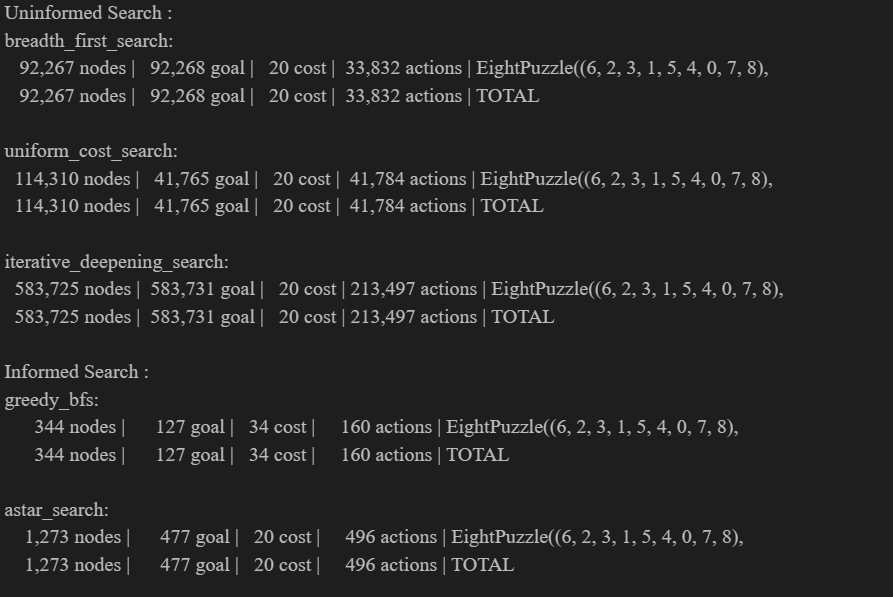 Uninformed Search :
breadth_first_search:
92,267 nodes | 92,268 goal | 20 cost | 33,832 actions | EightPuzzle((6, 2, 3, 1, 5, 4, 0, 7, 8),
92,267 nodes | 92,268 goal | 20 cost | 33,832 actions | TOTAL
uniform_cost_search:
114,310 nodes | 41,765 goal | 20 cost | 41,784 actions | EightPuzzle((6, 2, 3, 1, 5, 4, 0, 7, 8),
114,310 nodes | 41,765 goal | 20 cost | 41,784 actions | TOTAL
iterative_deepening_search:
583,725 nodes | 583,731 goal | 20 cost | 213,497 actions | EightPuzzle((6, 2, 3, 1, 5, 4, 0, 7, 8),
583,725 nodes | 583,731 goal | 20 cost | 213,497 actions | TOTAL
Informed Search :
greedy_bfs:
344 nodes | 127 goal | 34 cost | 160 actions | EightPuzzle((6, 2, 3, 1, 5, 4, 0, 7, 8),
344 nodes | 127 goal | 34 cost | 160 actions | TOTAL
astar_search:
1,273 nodes | 477 goal | 20 cost | 496 actions | EightPuzzle((6, 2, 3, 1, 5, 4, 0, 7, 8),
1,273 nodes | 477 goal | 20 cost | 496 actions | TOTAL